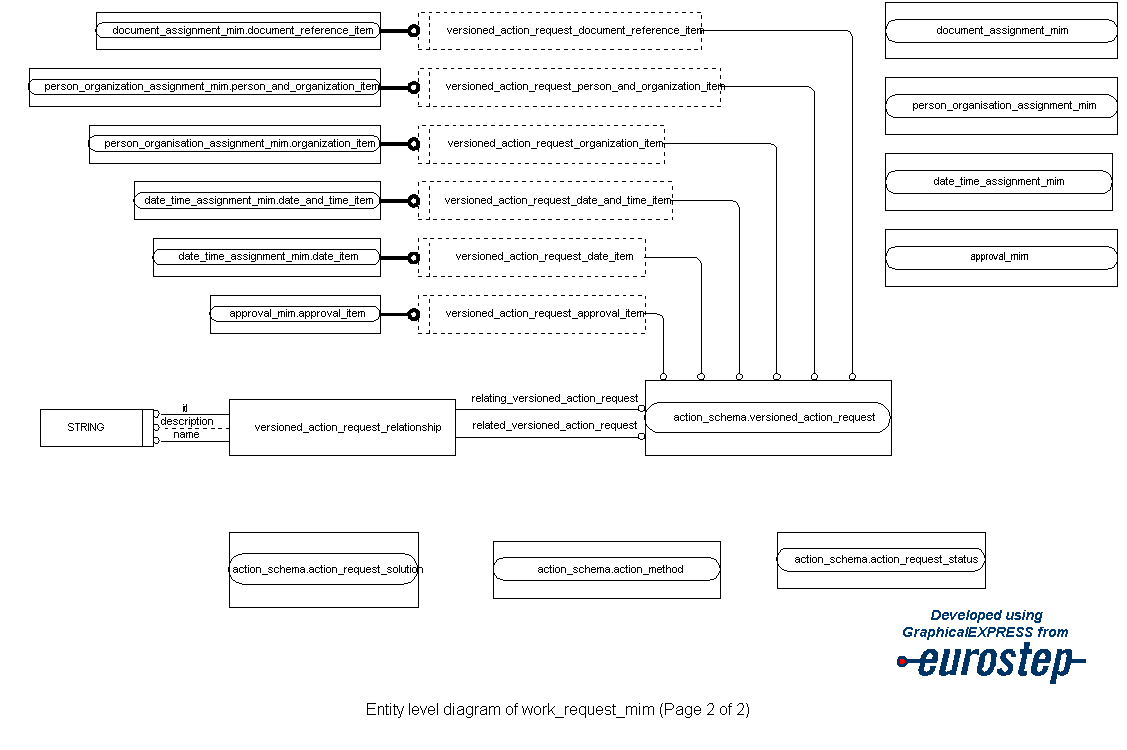 document_assignment_mim.document_reference_item
versioned_action_request_document_reference_item
document_assignment_mim
person_organization_assignment_mim.person_and_organization_item
versioned_action_request_person_and_organization_item
person_organisation_assignment_mim
person_organisation_assignment_mim.organization_item
versioned_action_request_organization_item
date_time_assignment_mim
date_time_assignment_mim.date_and_time_item
versioned_action_request_date_and_time_item
date_time_assignment_mim.date_item
versioned_action_request_date_item
approval_mim
approval_mim.approval_item
versioned_action_request_approval_item
STRING
id
description
name
versioned_action_request_relationship
relating_versioned_action_request
related_versioned_action_request
action_schema.versioned_action_request
action_schema.action_request_solution
action_schema.action_method
action_schema.action_request_status
Developed using
GraphicalEXPRESS from
eurostep
Entity level diagram of work_request_mim (Page 2 of 2)